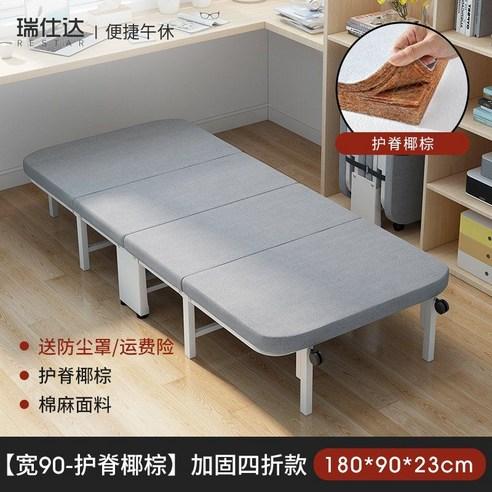 瑞仕达 | 便捷午休
RESTAR
护脊椰棕
送防尘罩/运费险
护脊椰棕
棉麻面料
【宽90-护脊椰棕】加固四折款 180*90*23cm